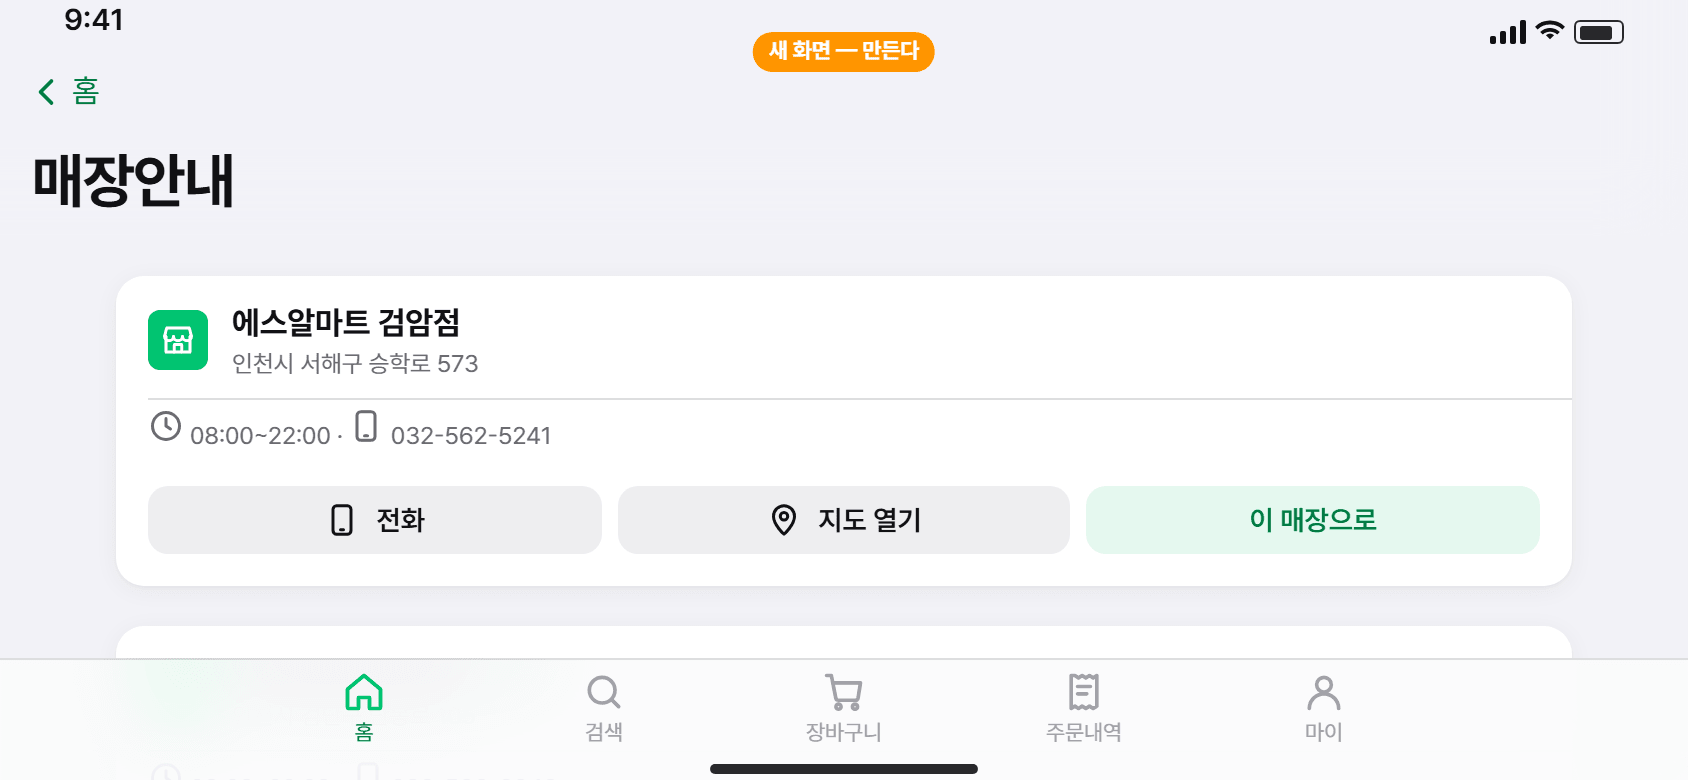 9:41
새 화면 — 만든다
홈
매장안내
에스알마트 검암점
인천시 서해구 승학로 573
08:00~22:00 · 032-562-5241
전화
지도 열기
이 매장으로
홈
검색
장바구니
주문내역
마이